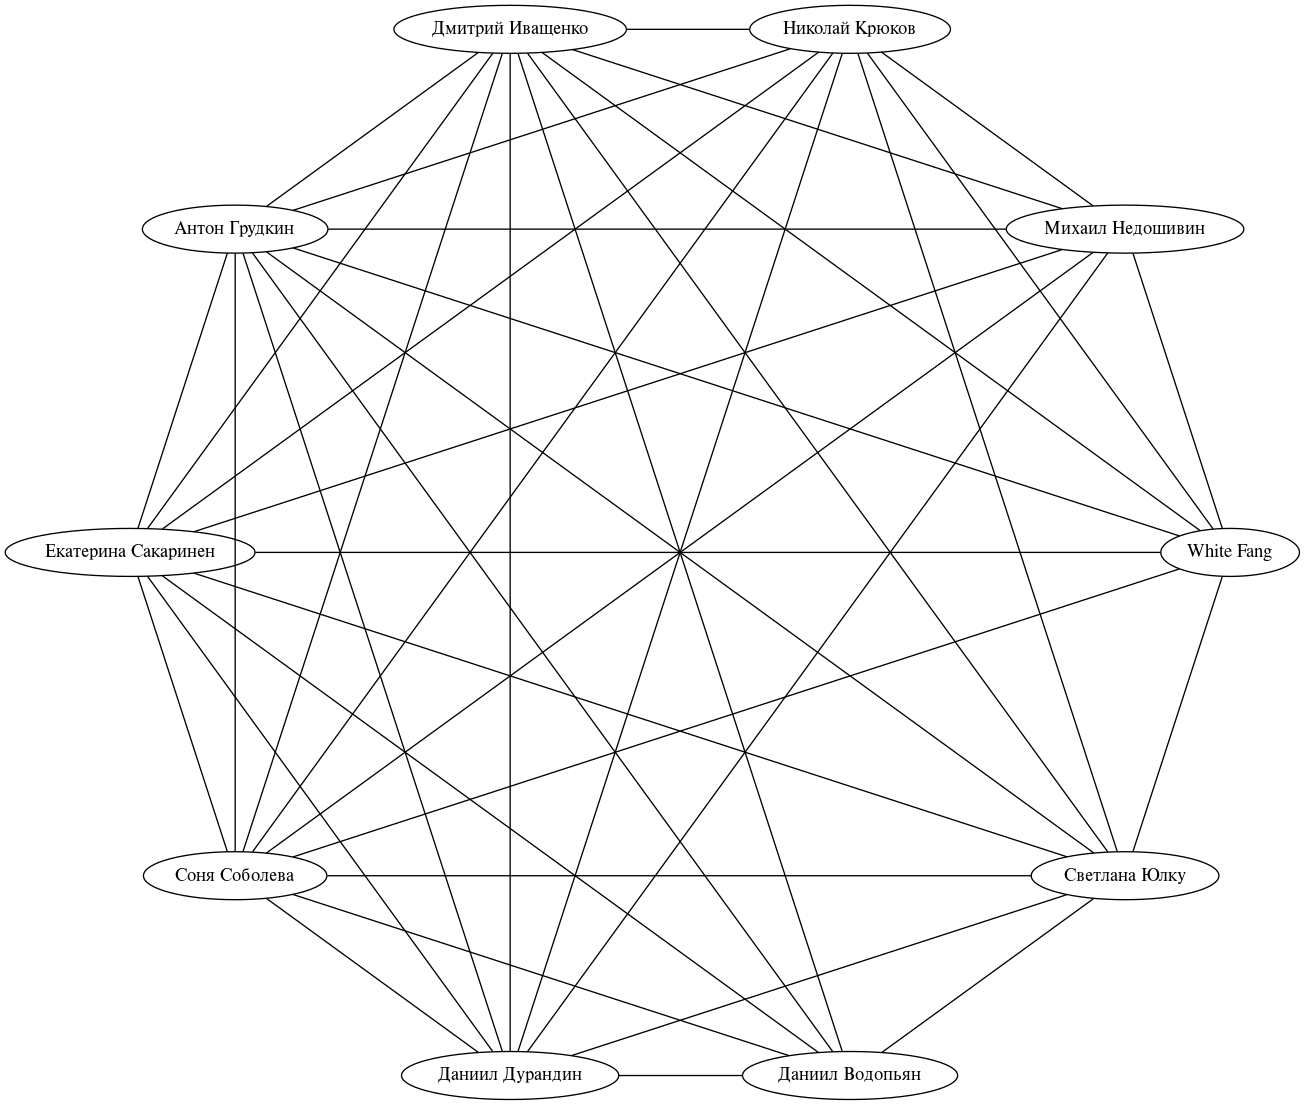 Дмитрий Иващенко
Николай Крюков
Антон Грудкин
Михаил Недошивин
Екатерина Сакаринен
White Fang
Соня Соболева
Светлана Юлку
Даниил Дурандин
Даниил Водопьян